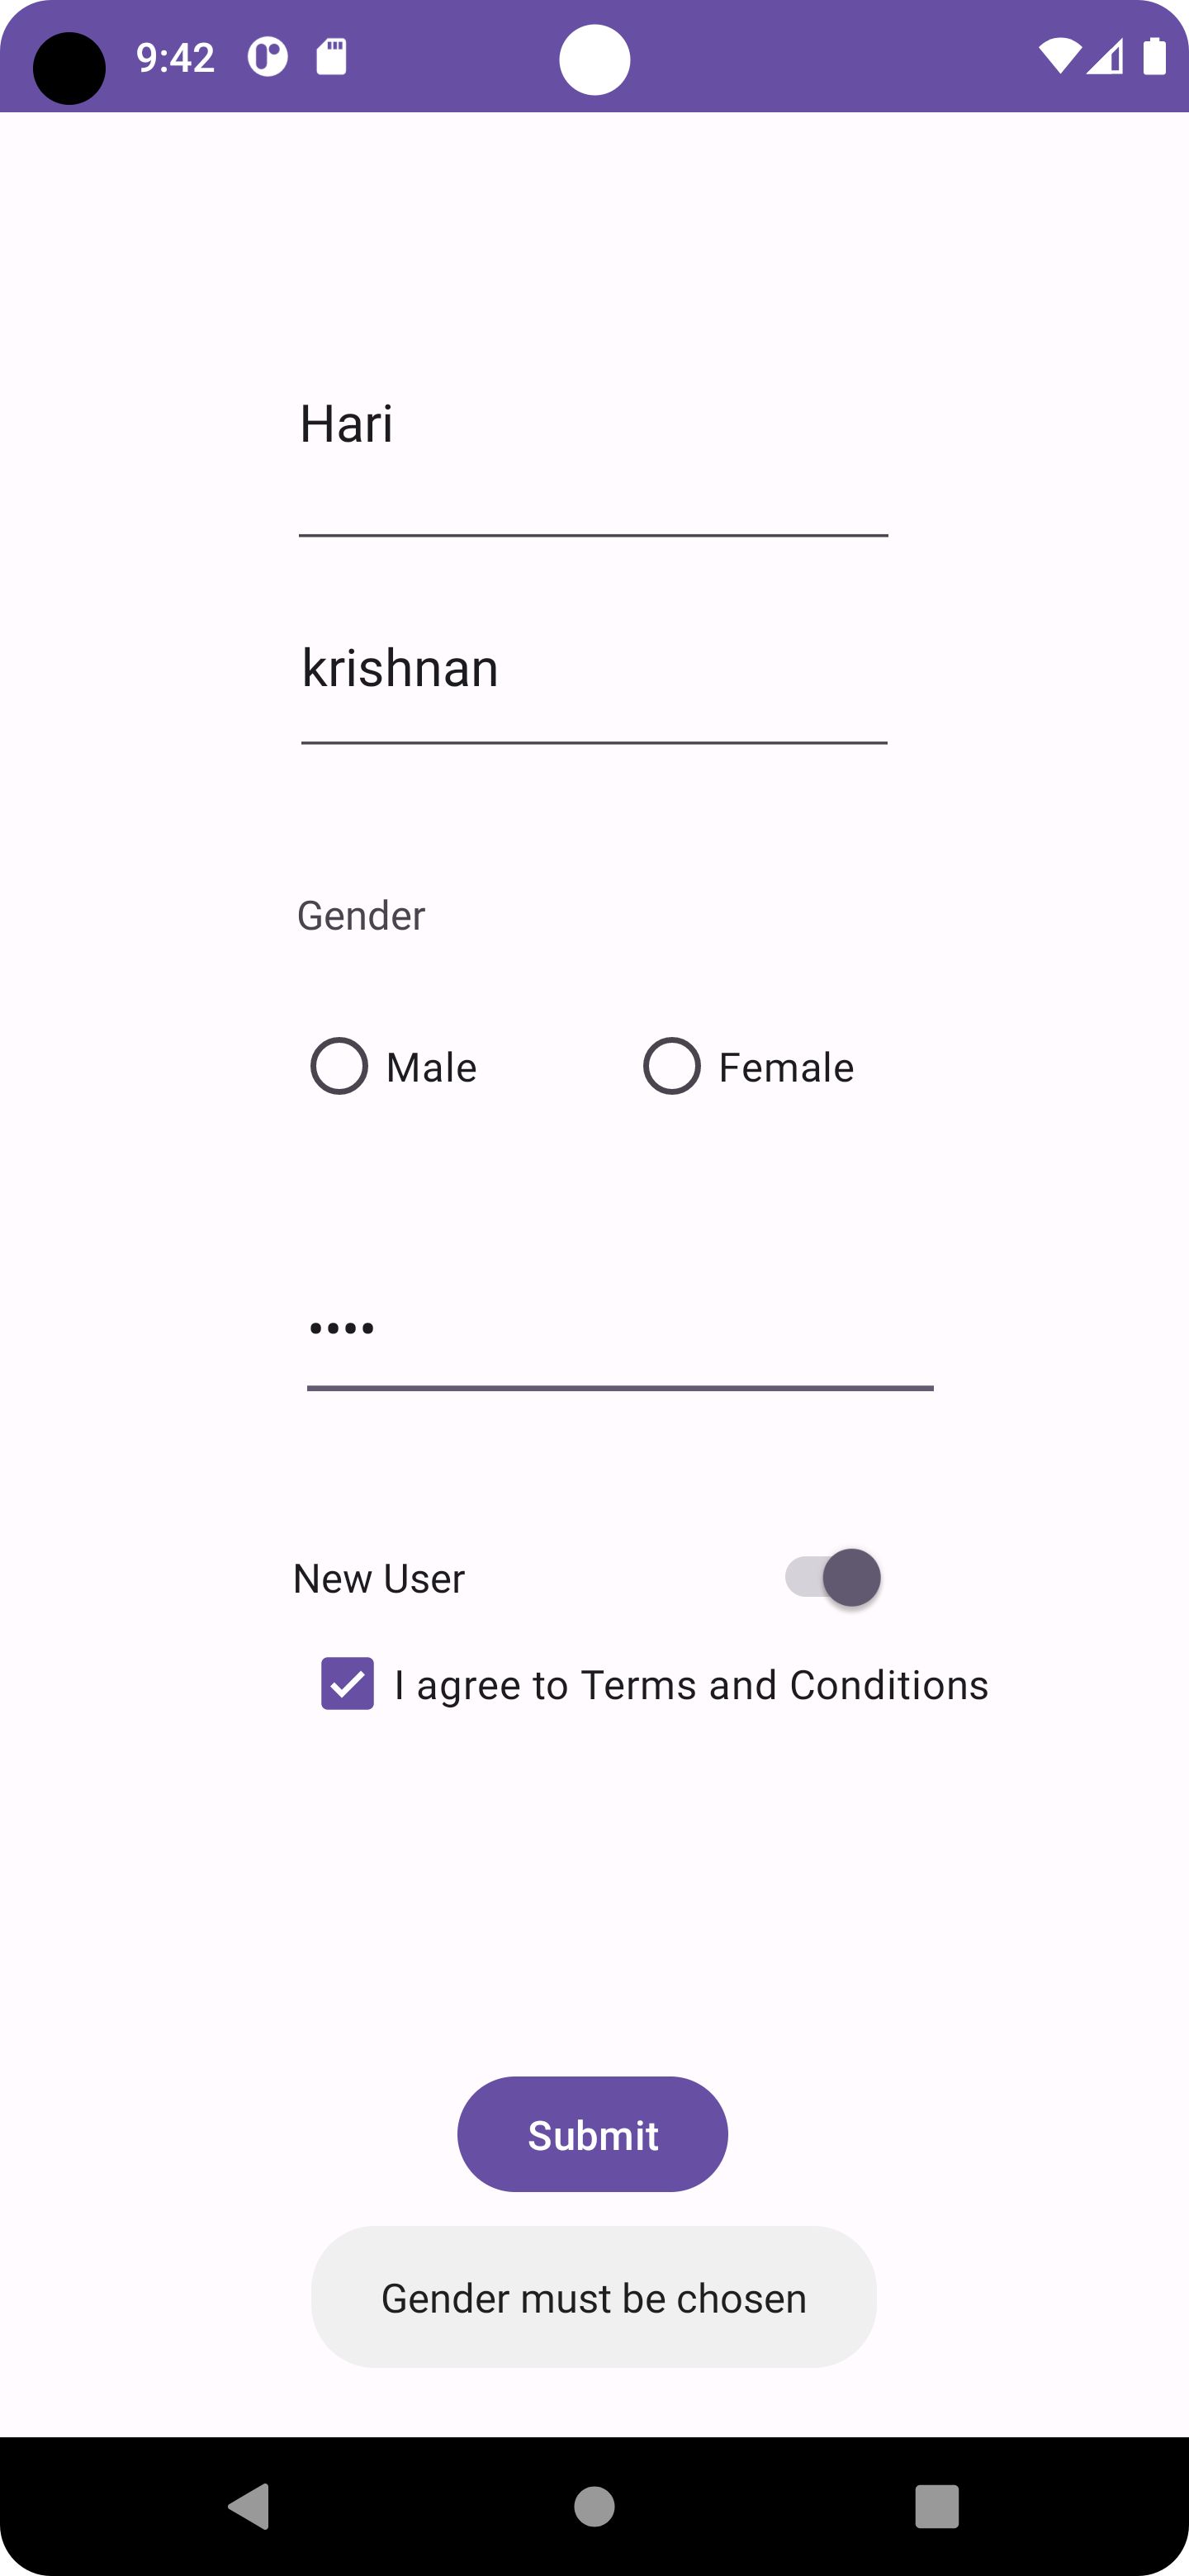 9:42
Hari
krishnan
Gender
Male Female
••••
New User
I agree to Terms and Conditions
Submit
Gender must be chosen